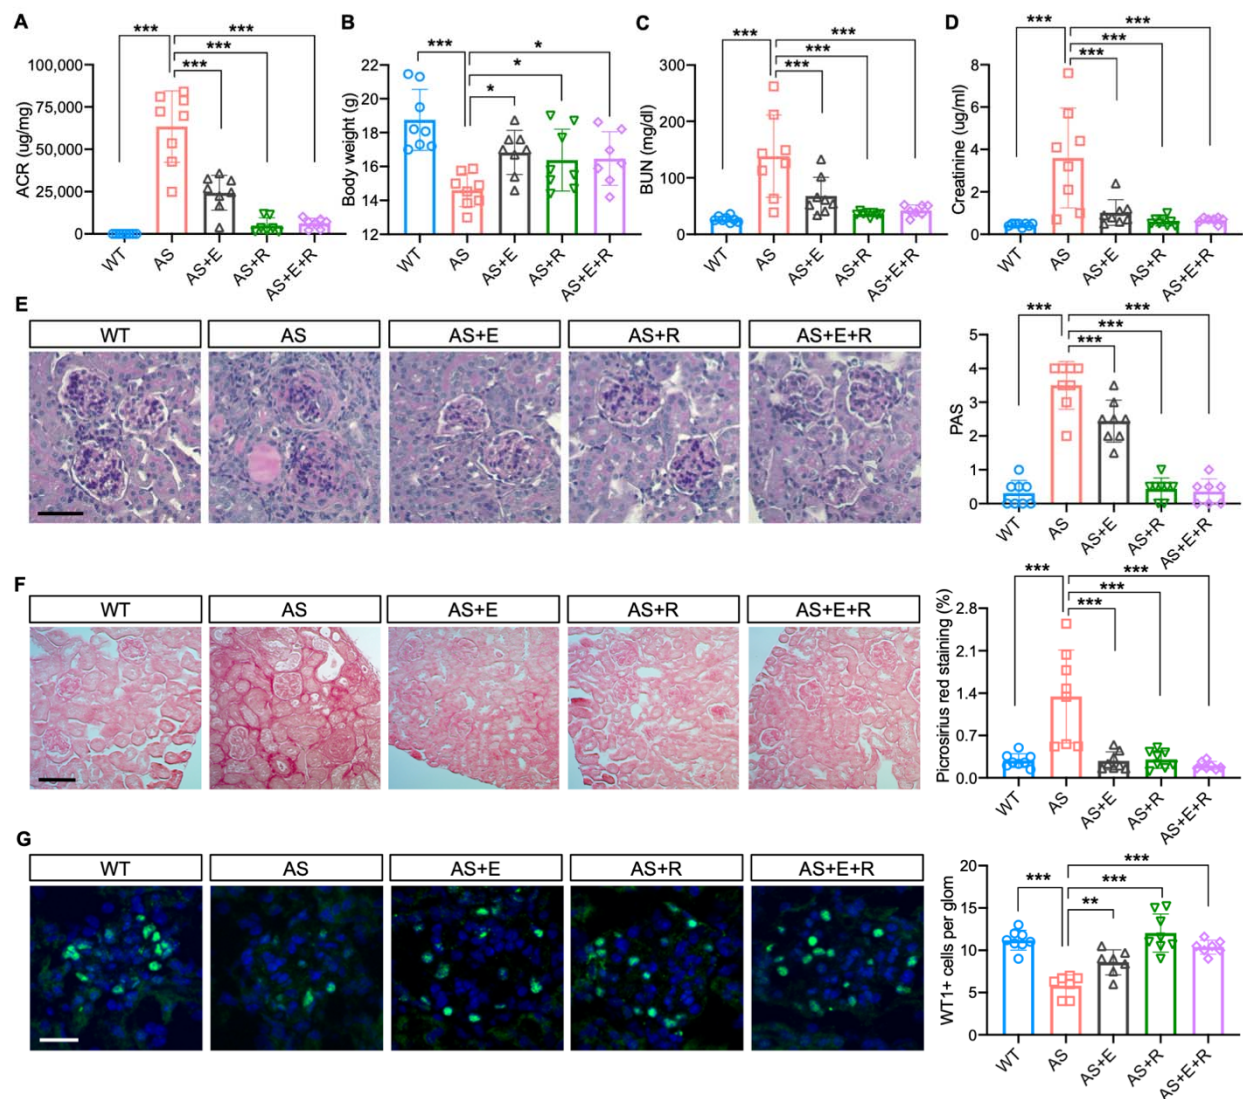 A
ACR (ug/mg)
100,000
75,000
50,000
25,000
0
***
***
***
***
WT
AS
AS+E
AS+R
AS+E+R
B
Body weight (g)
22
20
18
16
14
12
***
*
*
*
WT
AS
AS+E
AS+R
AS+E+R
C
BUN (mg/dl)
300
200
100
0
***
***
***
***
WT
AS
AS+E
AS+R
AS+E+R
D
Creatinine (ug/ml)
8
6
4
2
0
***
***
***
***
WT
AS
AS+E
AS+R
AS+E+R
E
WT
AS
AS+E
AS+R
AS+E+R
PAS
5
4
3
2
1
0
***
***
***
***
WT
AS
AS+E
AS+R
AS+E+R
F
WT
AS
AS+E
AS+R
AS+E+R
Picrosirius red staining (%)
2.8
2.1
1.4
0.7
0.0
***
***
***
***
WT
AS
AS+E
AS+R
AS+E+R
G
WT
AS
AS+E
AS+R
AS+E+R
WT1+ cells per glom
20
15
10
5
0
***
***
***
**
WT
AS
AS+E
AS+R
AS+E+R